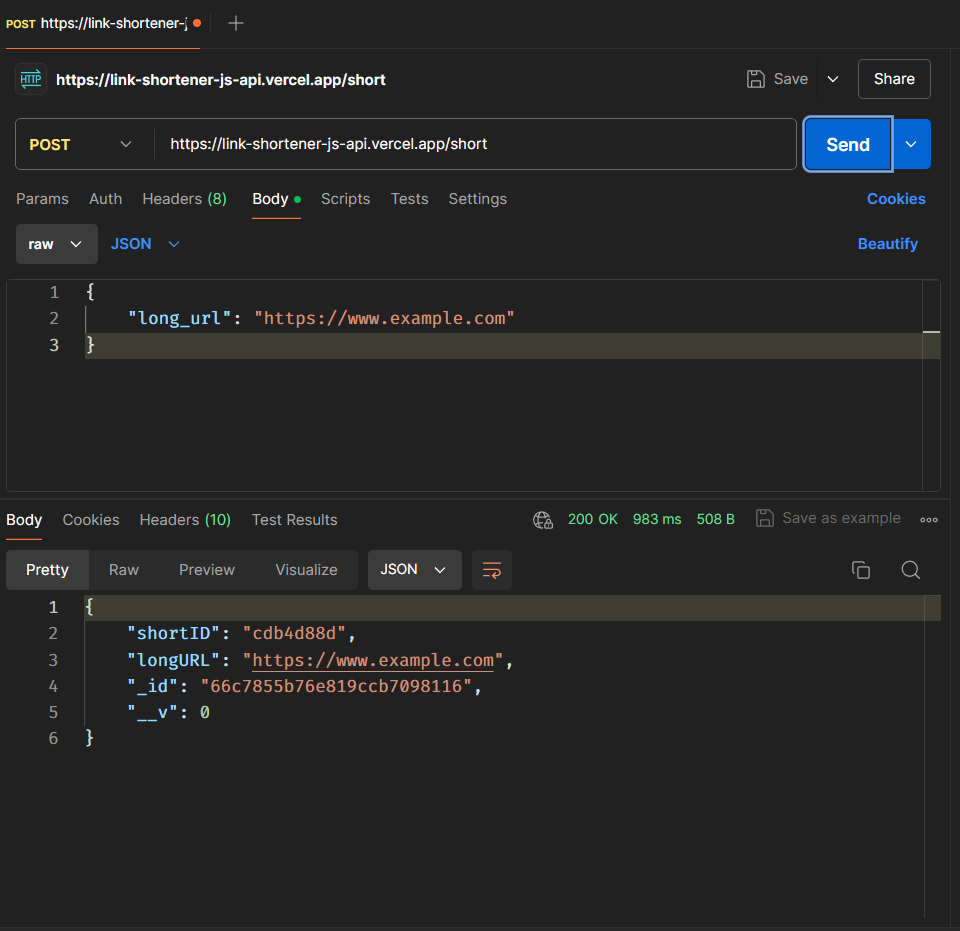 POST https://link-shortener-j
HTTP https://link-shortener-js-api.vercel.app/short Save Share
POST https://link-shortener-js-api.vercel.app/short Send
Params Auth Headers (8) Body Scripts Tests Settings Cookies
raw JSON Beautify
1 {
2 "long_url": "https://www.example.com"
3 }
Body Cookies Headers (10) Test Results 200 OK 983 ms 508 B Save as example
Pretty Raw Preview Visualize JSON
1 {
2 "shortID": "cdb4d88d",
3 "longURL": "https://www.example.com",
4 "_id": "66c7855b76e819ccb7098116",
5 "__v": 0
6 }